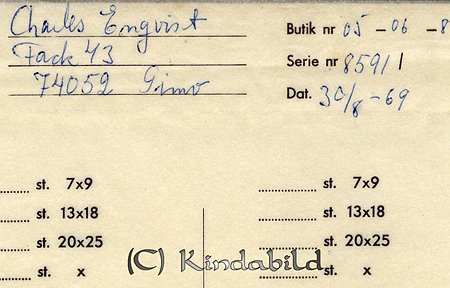 Charles Enqvist
Fack 43
74052 Gimo
Butik nr 05-06-8
Serie nr 8591/1
Dat. 30/8-69
st. 7x9
st. 13x18
st. 20x25
st. x
st. 7x9
st. 13x18
st. 20x25
st. x
(C) Kindabild